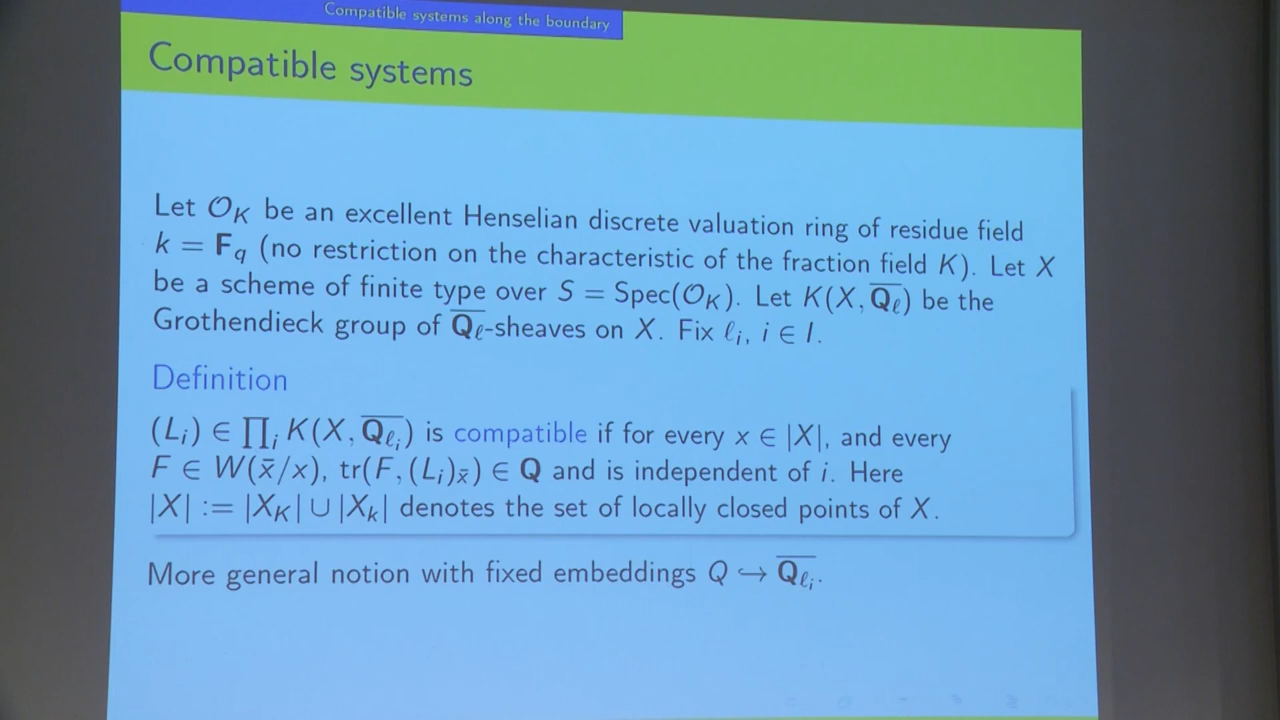 Compatible systems along the boundary
Compatible systems
Let 𝒪_K be an excellent Henselian discrete valuation ring of residue field
k = F_q (no restriction on the characteristic of the fraction field K). Let X
be a scheme of finite type over S = Spec(𝒪_K). Let K(X, \overline{Q_ℓ}) be the
Grothendieck group of \overline{Q_ℓ}-sheaves on X. Fix ℓ_i, i ∈ I.
Definition
(L_i) ∈ ∏_i K(X, \overline{Q_{ℓ_i}}) is compatible if for every x ∈ |X|, and every
F ∈ W(x̄/x), tr(F, (L_i)_{x̄}) ∈ Q and is independent of i. Here
|X| := |X_K| ∪ |X_k| denotes the set of locally closed points of X.
More general notion with fixed embeddings Q ↪ \overline{Q_{ℓ_i}}.